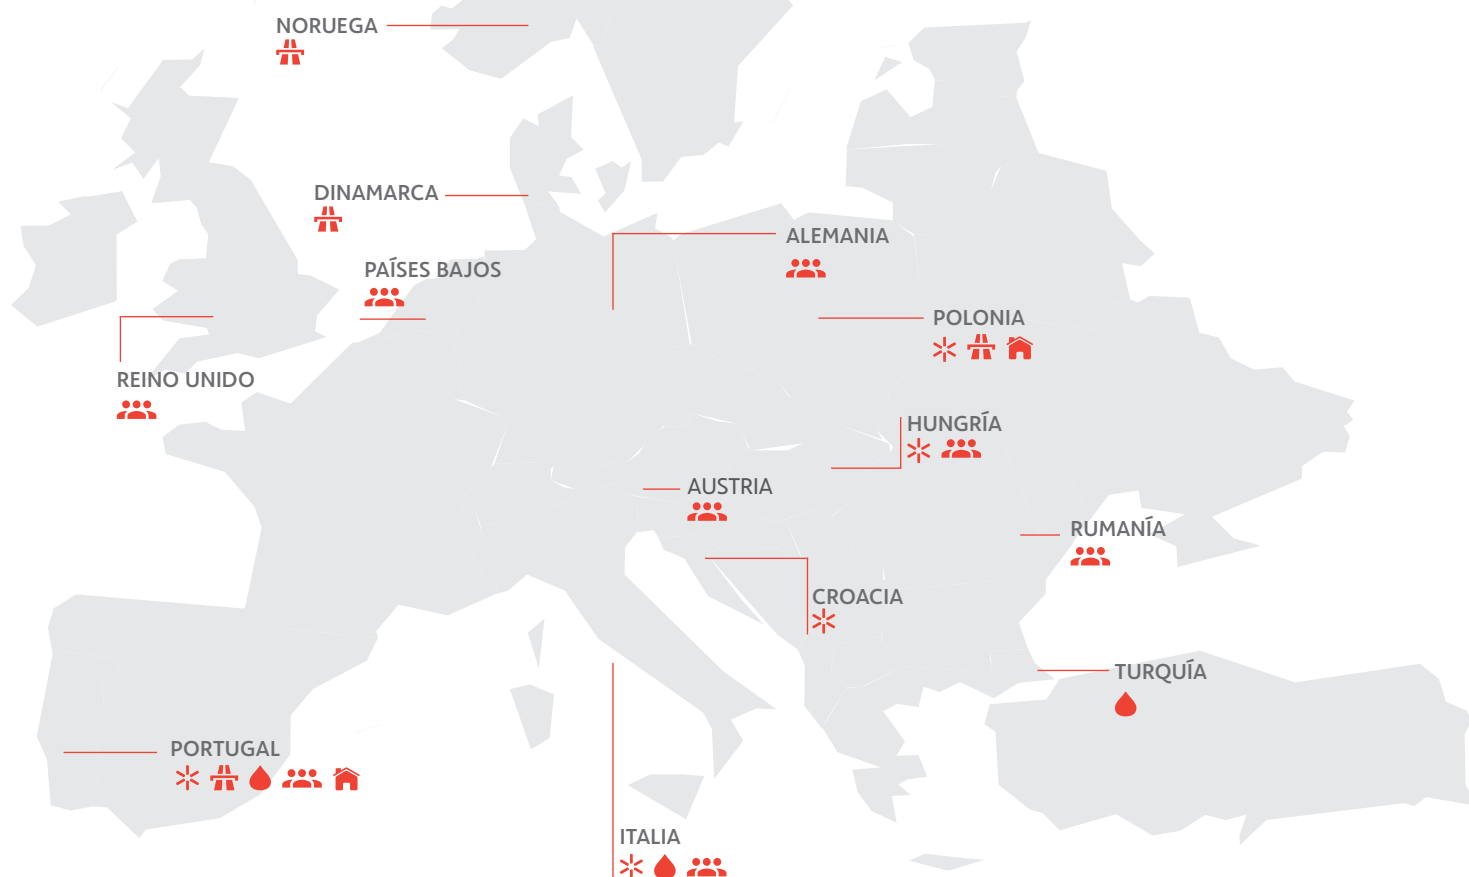 NORUEGA
DINAMARCA
ALEMANIA
PAÍSES BAJOS
POLONIA
REINO UNIDO
HUNGRÍA
AUSTRIA
RUMANÍA
CROACIA
TURQUÍA
PORTUGAL
ITALIA